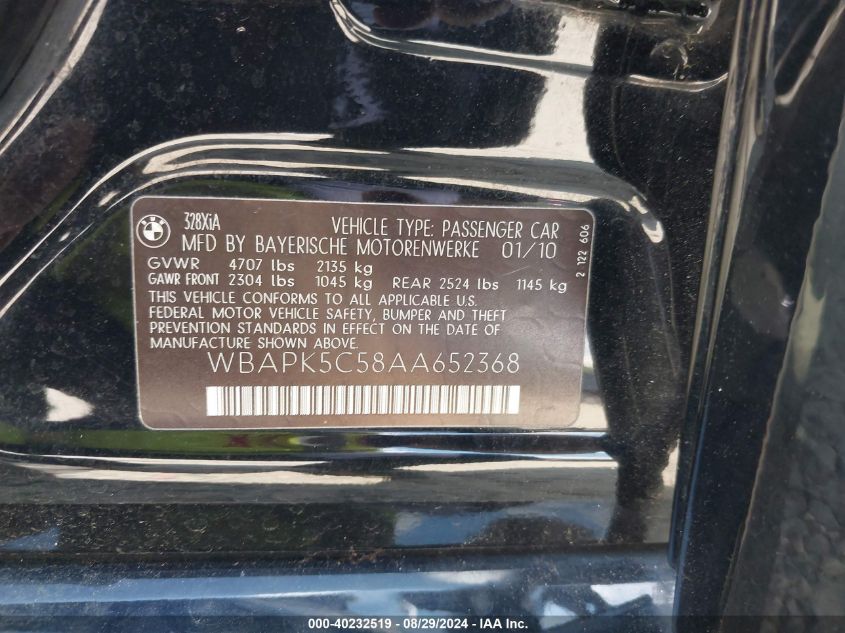 BMW
328XiA
VEHICLE TYPE: PASSENGER CAR
MFD BY BAYERISCHE MOTORENWERKE 01/10
GVWR 4707 lbs 2135 kg
GAWR FRONT 2304 lbs 1045 kg REAR 2524 lbs 1145 kg
THIS VEHICLE CONFORMS TO ALL APPLICABLE U.S.
FEDERAL MOTOR VEHICLE SAFETY, BUMPER AND THEFT
PREVENTION STANDARDS IN EFFECT ON THE DATE OF
MANUFACTURE SHOWN ABOVE.
WBAPK5C58AA652368
2 122 606
000-40232519 - 08/29/2024 - IAA Inc.